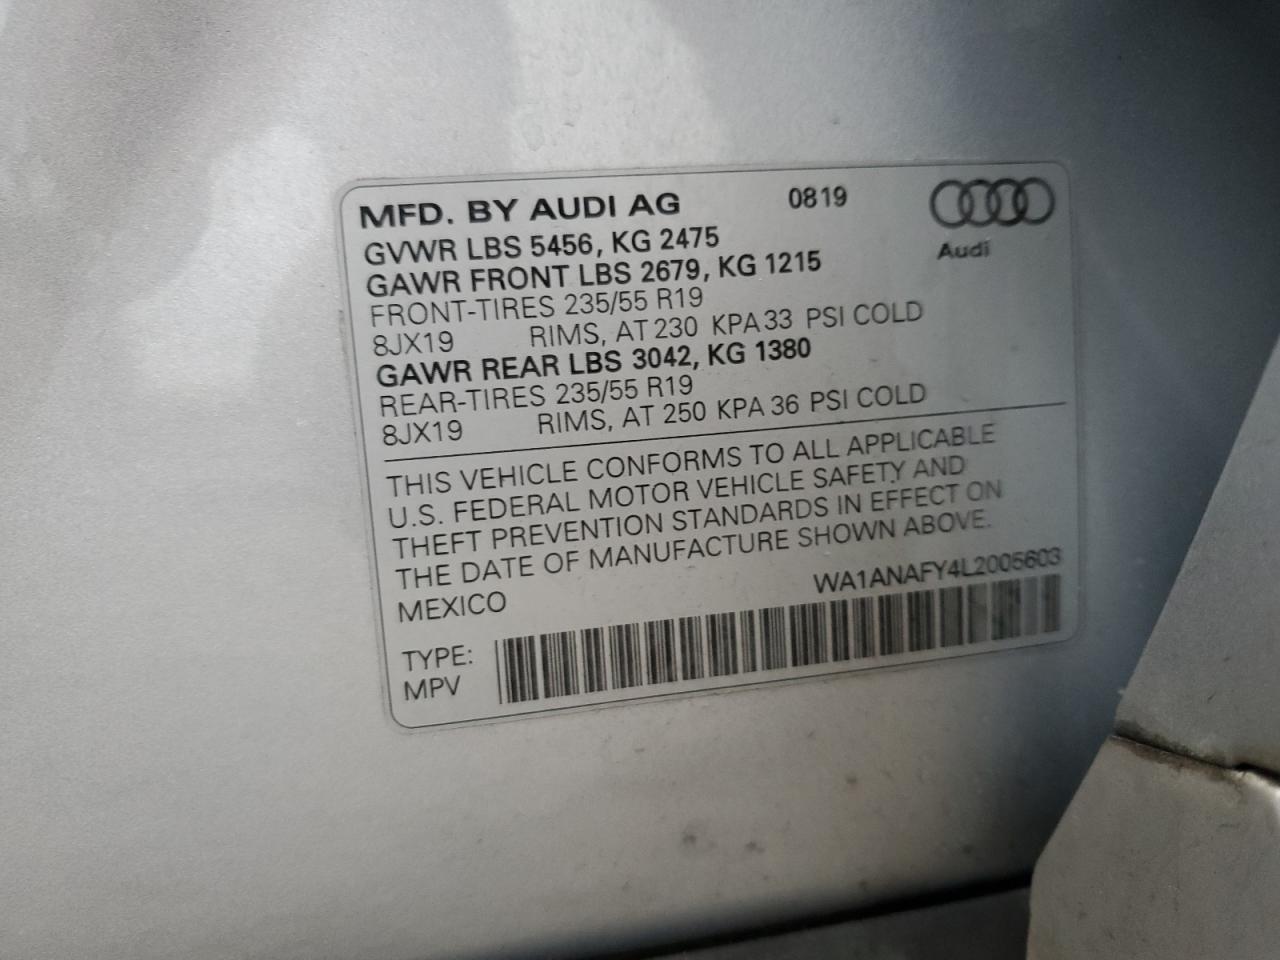 MFD. BY AUDI AG 0819
Audi
GVWR LBS 5456, KG 2475
GAWR FRONT LBS 2679, KG 1215
FRONT-TIRES 235/55 R19
8JX19 RIMS, AT 230 KPA 33 PSI COLD
GAWR REAR LBS 3042, KG 1380
REAR-TIRES 235/55 R19
8JX19 RIMS, AT 250 KPA 36 PSI COLD
THIS VEHICLE CONFORMS TO ALL APPLICABLE
U.S. FEDERAL MOTOR VEHICLE SAFETY AND
THEFT PREVENTION STANDARDS IN EFFECT ON
THE DATE OF MANUFACTURE SHOWN ABOVE.
MEXICO WA1ANAFY4L2005603
TYPE:
MPV